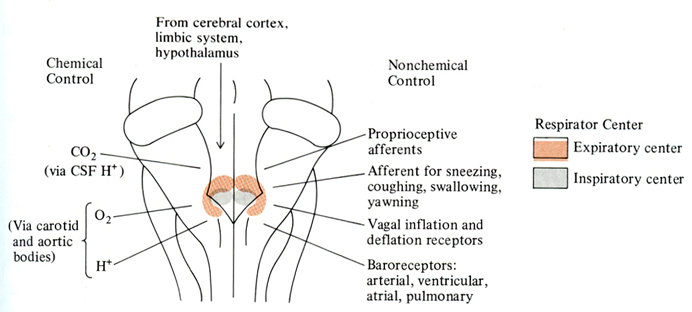 From cerebral cortex,
limbic system,
hypothalamus
Chemical
Control
Nonchemical
Control
CO₂
(via CSF H⁺)
(Via carotid
and aortic
bodies)
O₂
H⁺
Proprioceptive
afferents
Afferent for sneezing,
coughing, swallowing,
yawning
Vagal inflation and
deflation receptors
Baroreceptors:
arterial, ventricular,
atrial, pulmonary
Respirator Center
Expiratory center
Inspiratory center